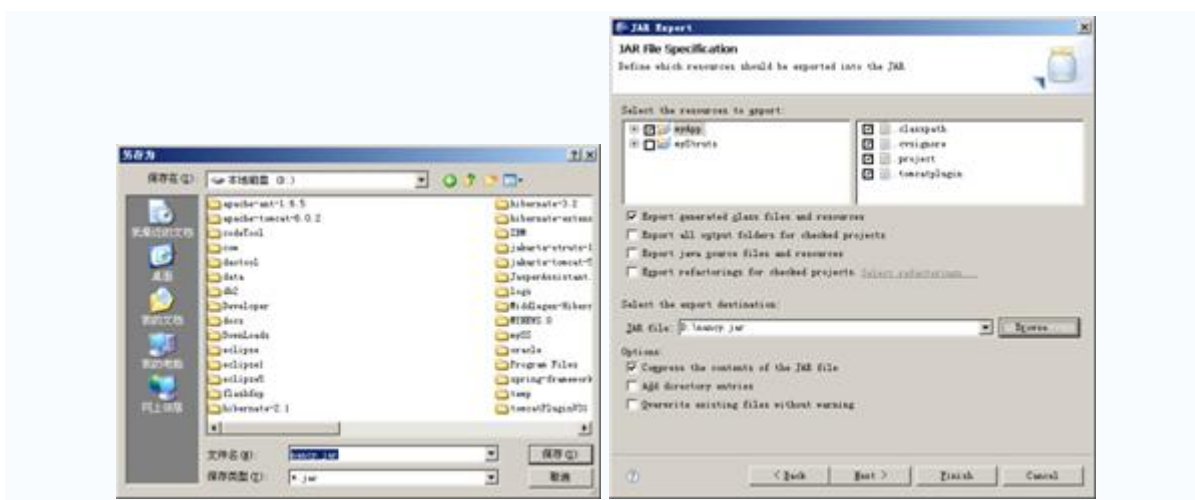 另存为
保存在(I):
本地磁盘 (D:)
apache-ant-1.6.5
apache-tomcat-6.0.2
codeTool
com
data
db2
Developer
docs
DownLoads
eclipse
eclipse1
flashfxp
hibernate-2.1
hibernate-3.2
IBM
logs
oracle
Program Files
temp
我最近的文档
桌面
我的文档
我的电脑
网上邻居
文件名(N):
保存(S)
保存类型(T):
*.jar
取消
JAR Export
JAR File Specification
Define which resources should be exported into the JAR.
Select the resources to export:
myApp
myStruts
.classpath
.cvsignore
.project
.tomcatplugin
Export generated class files and resources
Export all output folders for checked projects
Export java source files and resources
Export refactorings for checked projects. Select refactorings...
Select the export destination:
JAR file:
Browse...
Options:
Compress the contents of the JAR file
Add directory entries
Overwrite existing files without warning
< Back
Next >
Finish
Cancel